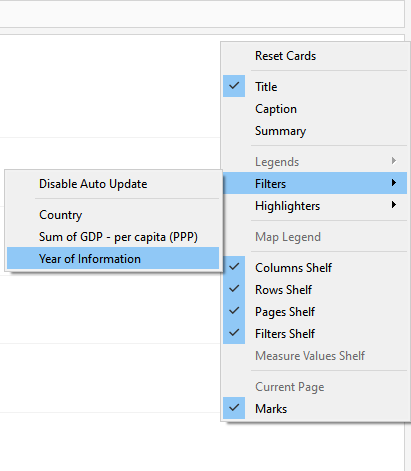 Reset Cards
Title
Caption
Summary
Legends
Filters
Highlighters
Map Legend
Columns Shelf
Rows Shelf
Pages Shelf
Filters Shelf
Measure Values Shelf
Current Page
Marks
Disable Auto Update
Country
Sum of GDP - per capita (PPP)
Year of Information